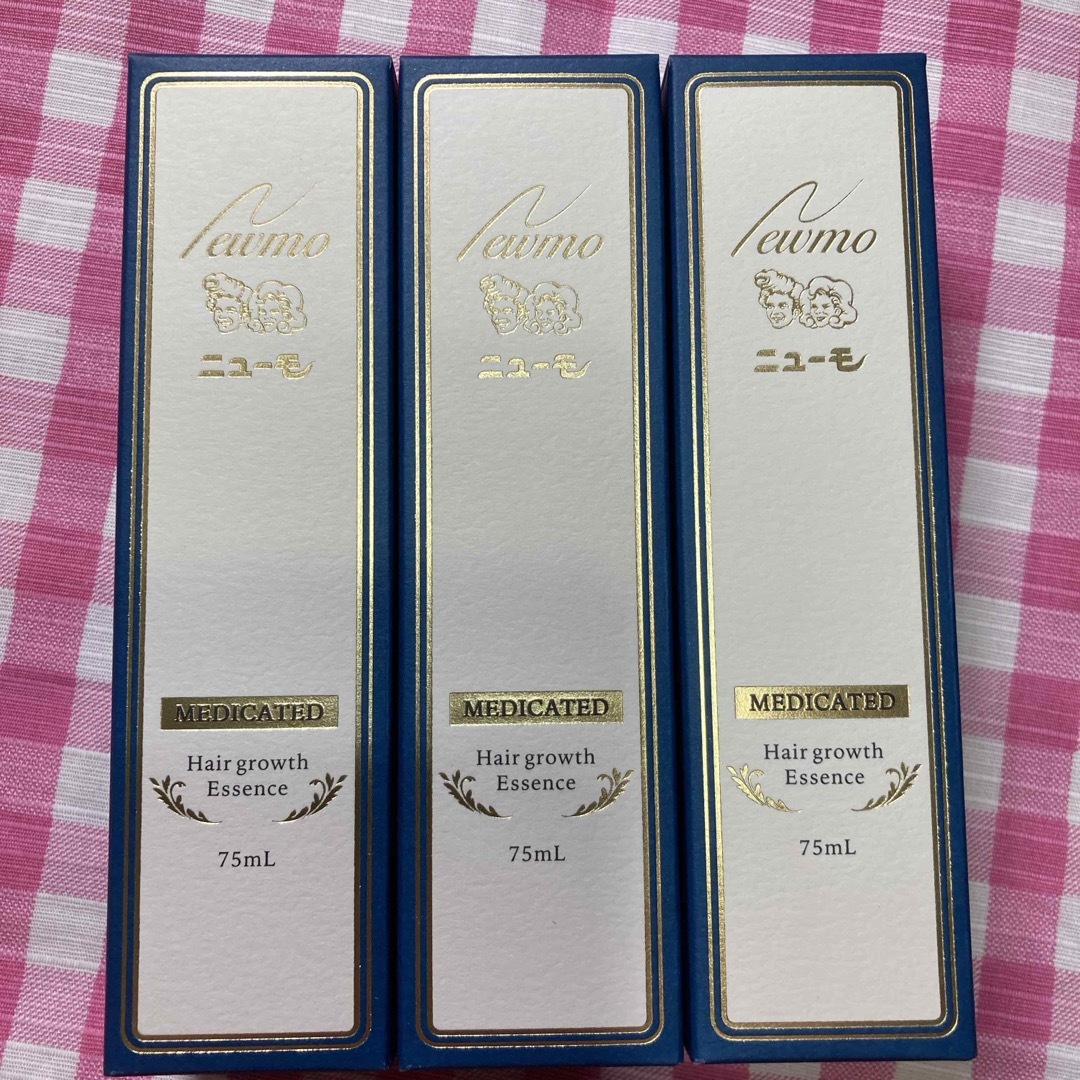 Newmo
ニューモ
MEDICATED
Hair growth
Essence
75mL
Newmo
ニューモ
MEDICATED
Hair growth
Essence
75mL
Newmo
ニューモ
MEDICATED
Hair growth
Essence
75mL